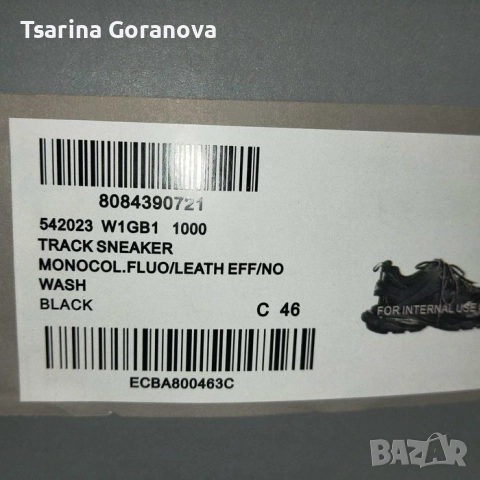 Tsarina Goranova
8084390721
542023 W1GB1 1000
TRACK SNEAKER
MONOCOL.FLUO/LEATH EFF/NO
WASH
BLACK C 46
FOR INTERNAL USE
ECBA800463C
BAZAR